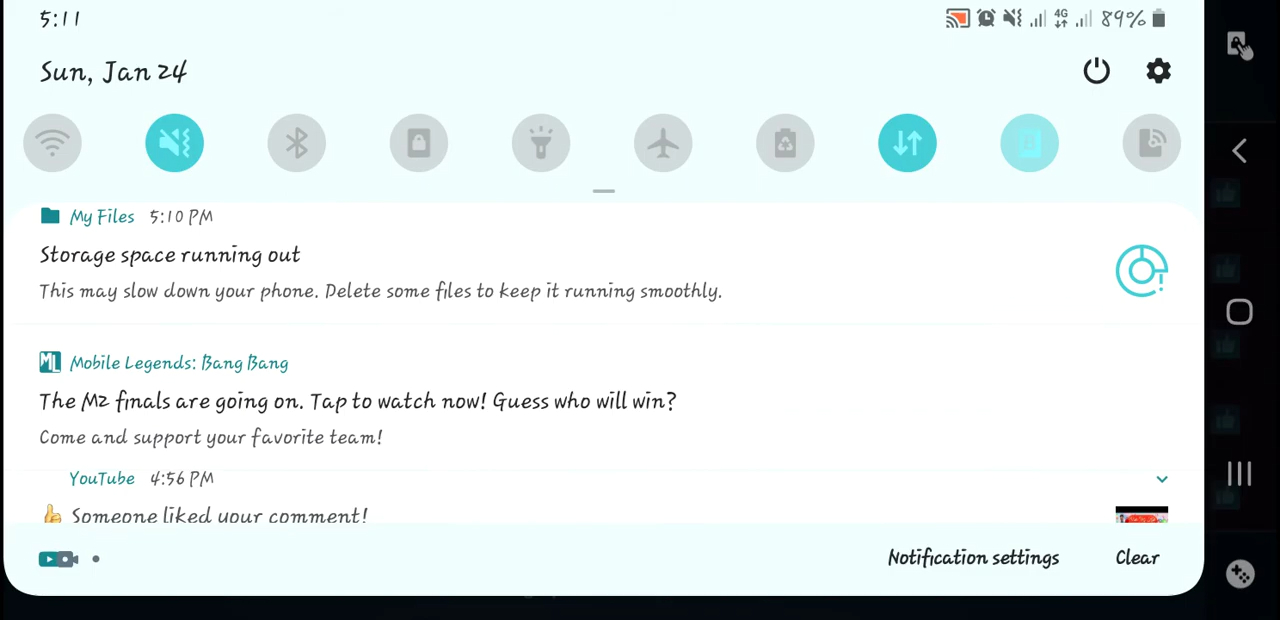 5:11
4G 89%
Sun, Jan 24
My Files 5:10 PM
Storage space running out
This may slow down your phone. Delete some files to keep it running smoothly.
ML Mobile Legends: Bang Bang
The M2 finals are going on. Tap to watch now! Guess who will win?
Come and support your favorite team!
YouTube 4:56 PM
👍 Someone liked your comment!
Notification settings Clear